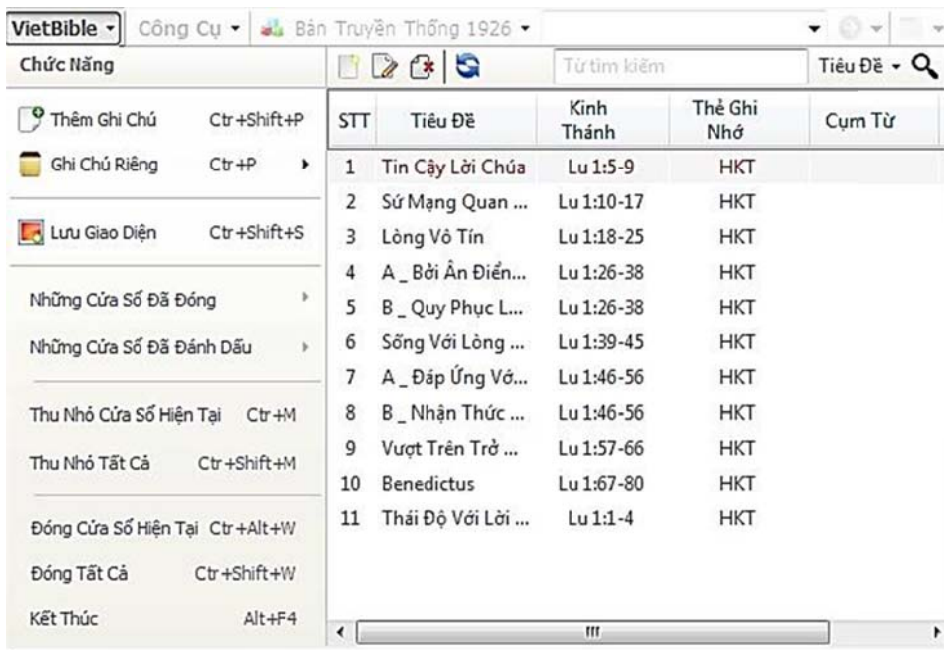 VietBible Công Cụ Bản Truyền Thống 1926
Chức Năng
Từ tìm kiếm Tiêu Đề
Thêm Ghi Chú Ctr+Shift+P
Ghi Chú Riêng Ctr+P
Lưu Giao Diện Ctr+Shift+S
Những Cửa Sổ Đã Đóng
Những Cửa Sổ Đã Đánh Dấu
Thu Nhỏ Cửa Sổ Hiện Tại Ctr+M
Thu Nhỏ Tất Cả Ctr+Shift+M
Đóng Cửa Sổ Hiện Tại Ctr+Alt+W
Đóng Tất Cả Ctr+Shift+W
Kết Thúc Alt+F4
STT Tiêu Đề Kinh Thánh Thẻ Ghi Nhớ Cụm Từ
1 Tin Cậy Lời Chúa Lu 1:5-9 HKT
2 Sứ Mạng Quan ... Lu 1:10-17 HKT
3 Lòng Vô Tín Lu 1:18-25 HKT
4 A _ Bởi Ân Điển... Lu 1:26-38 HKT
5 B _ Quy Phục L... Lu 1:26-38 HKT
6 Sống Với Lòng ... Lu 1:39-45 HKT
7 A _ Đáp Ứng Vớ... Lu 1:46-56 HKT
8 B _ Nhận Thức ... Lu 1:46-56 HKT
9 Vượt Trên Trở ... Lu 1:57-66 HKT
10 Benedictus Lu 1:67-80 HKT
11 Thái Độ Với Lời ... Lu 1:1-4 HKT